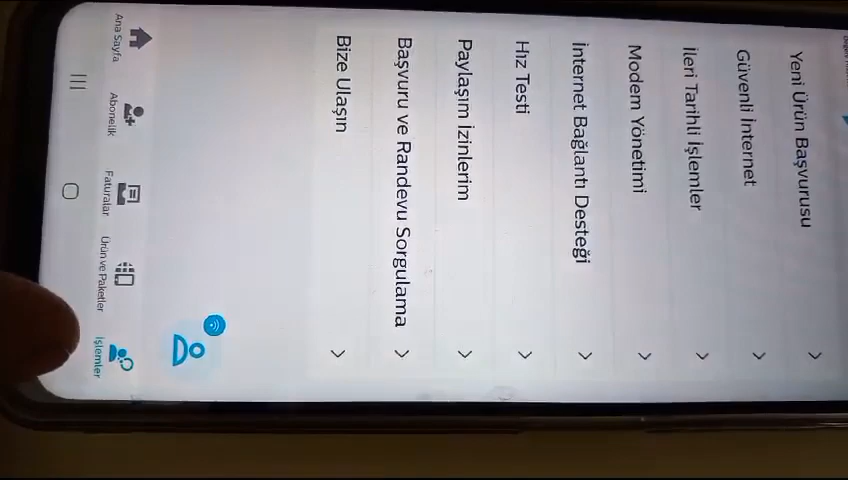 Yeni Ürün Başvurusu
Güvenli İnternet
İleri Tarihli İşlemler
Modem Yönetimi
İnternet Bağlantı Desteği
Hız Testi
Paylaşım İzinlerim
Başvuru ve Randevu Sorgulama
Bize Ulaşın
Ana Sayfa
Abonelik
Faturalar
Ürün ve Paketler
İşlemler